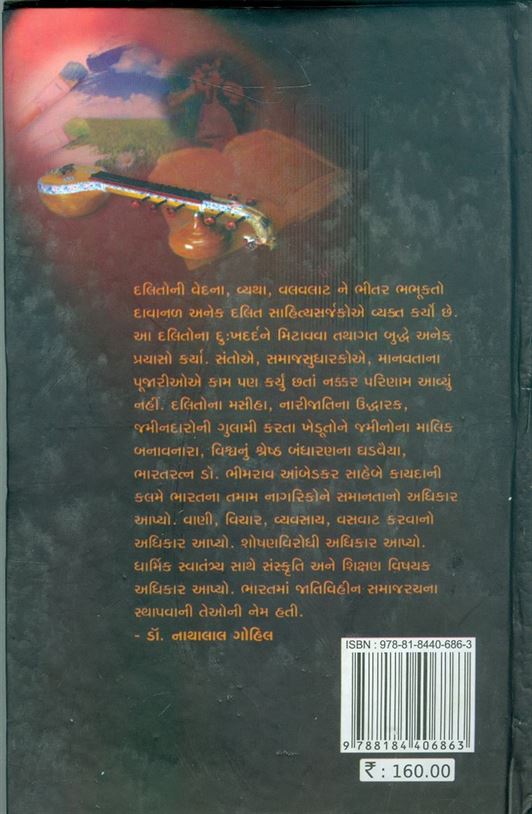 દલિતોની વેદના, વ્યથા, વલવલાટ ને ભીતર ભભૂકતો
દાવાનળ અનેક દલિત સાહિત્યસર્જકોએ વ્યક્ત કર્યો છે.
આ દલિતોના દુઃખદર્દને મિટાવવા તથાગત બુદ્ધે અનેક
પ્રયાસો કર્યા. સંતોએ, સમાજસુધારકોએ, માનવતાના
પૂજારીઓએ કામ પણ કર્યું છતાં નક્કર પરિણામ આવ્યું
નહીં. દલિતોના મસીહા, નારીજાતિના ઉદ્ધારક,
જમીનદારોની ગુલામી કરતા ખેડૂતોને જમીનોના માલિક
બનાવનારા, વિશ્વનું શ્રેષ્ઠ બંધારણના ઘડવૈયા,
ભારતરત્ન ડૉ. ભીમરાવ આંબેડકર સાહેબે કાયદાની
કલમે ભારતના તમામ નાગરિકોને સમાનતાનો અધિકાર
આપ્યો. વાણી, વિચાર, વ્યવસાય, વસવાટ કરવાનો
અધિકાર આપ્યો. શોષણવિરોધી અધિકાર આપ્યો.
ધાર્મિક સ્વાતંત્ર્ય સાથે સંસ્કૃતિ અને શિક્ષણ વિષયક
અધિકાર આપ્યો. ભારતમાં જાતિવિહીન સમાજરચના
સ્થાપવાની તેઓની નેમ હતી.
- ડૉ. નાથાલાલ ગોહિલ
ISBN : 978-81-8440-686-3
9 788184 406863
₹ : 160.00